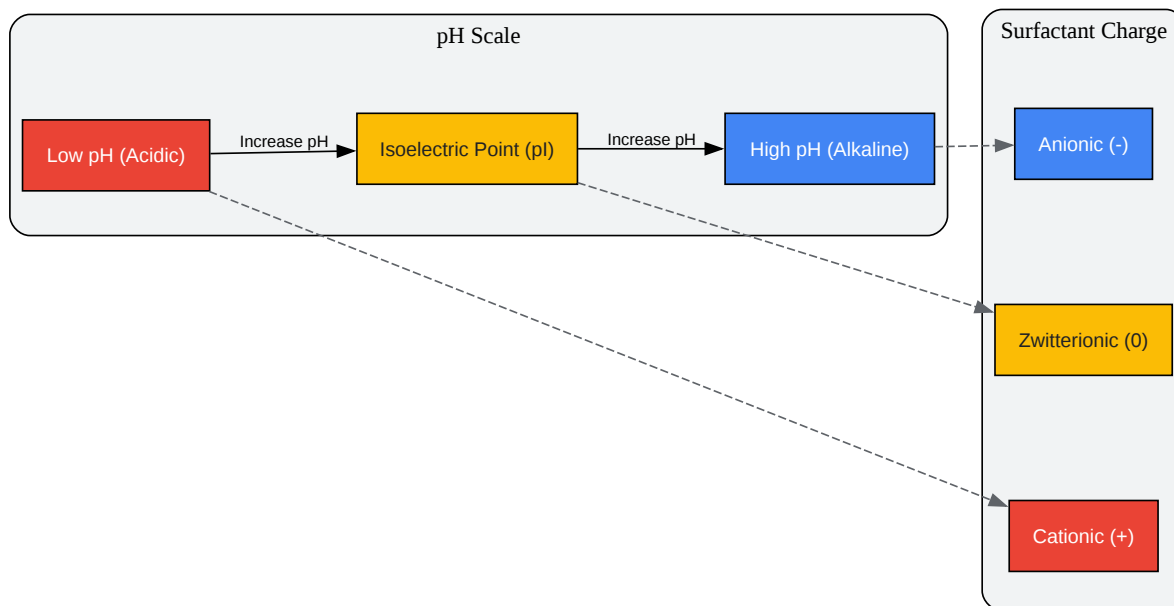 pH Scale
Surfactant Charge
Low pH (Acidic)
Increase pH
Isoelectric Point (pI)
Increase pH
High pH (Alkaline)
Anionic (-)
Zwitterionic (0)
Cationic (+)